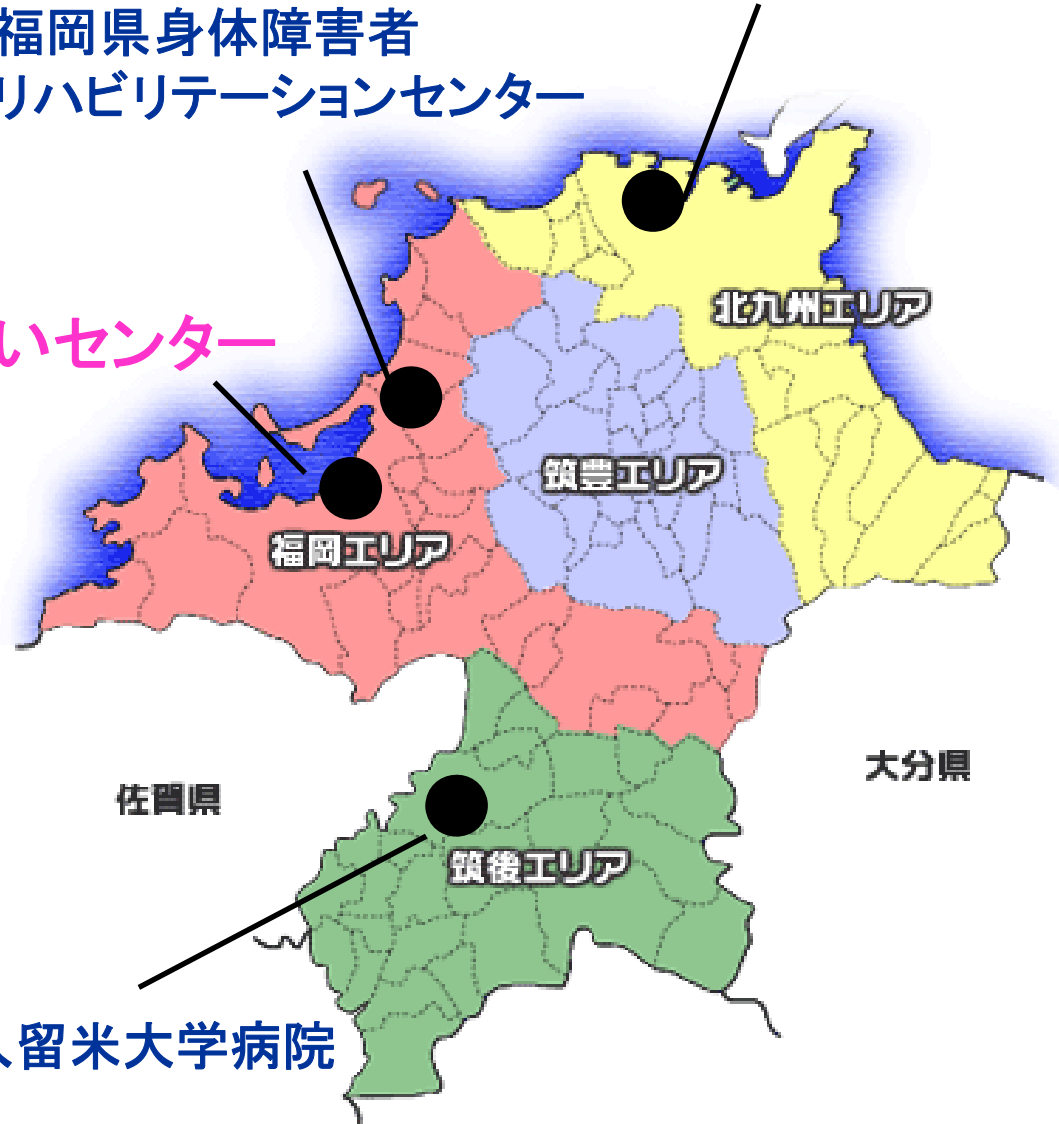 福岡県身体障害者
リハビリテーションセンター
いセンター
北九州エリア
筑豊エリア
福岡エリア
大分県
佐賀県
筑後エリア
留米大学病院